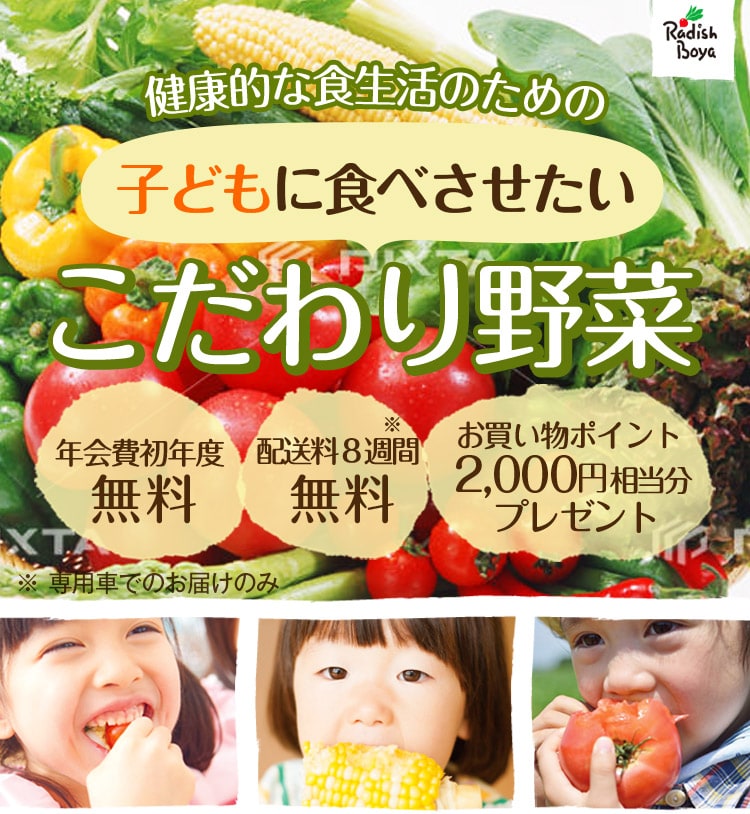 Radish
Boya
健康的な食生活のための
子どもに食べさせたい
こだわり野菜
年会費初年度
無料
※
配送料8週間
無料
お買い物ポイント
2,000円相当分
プレゼント
※ 専用車でのお届けのみ